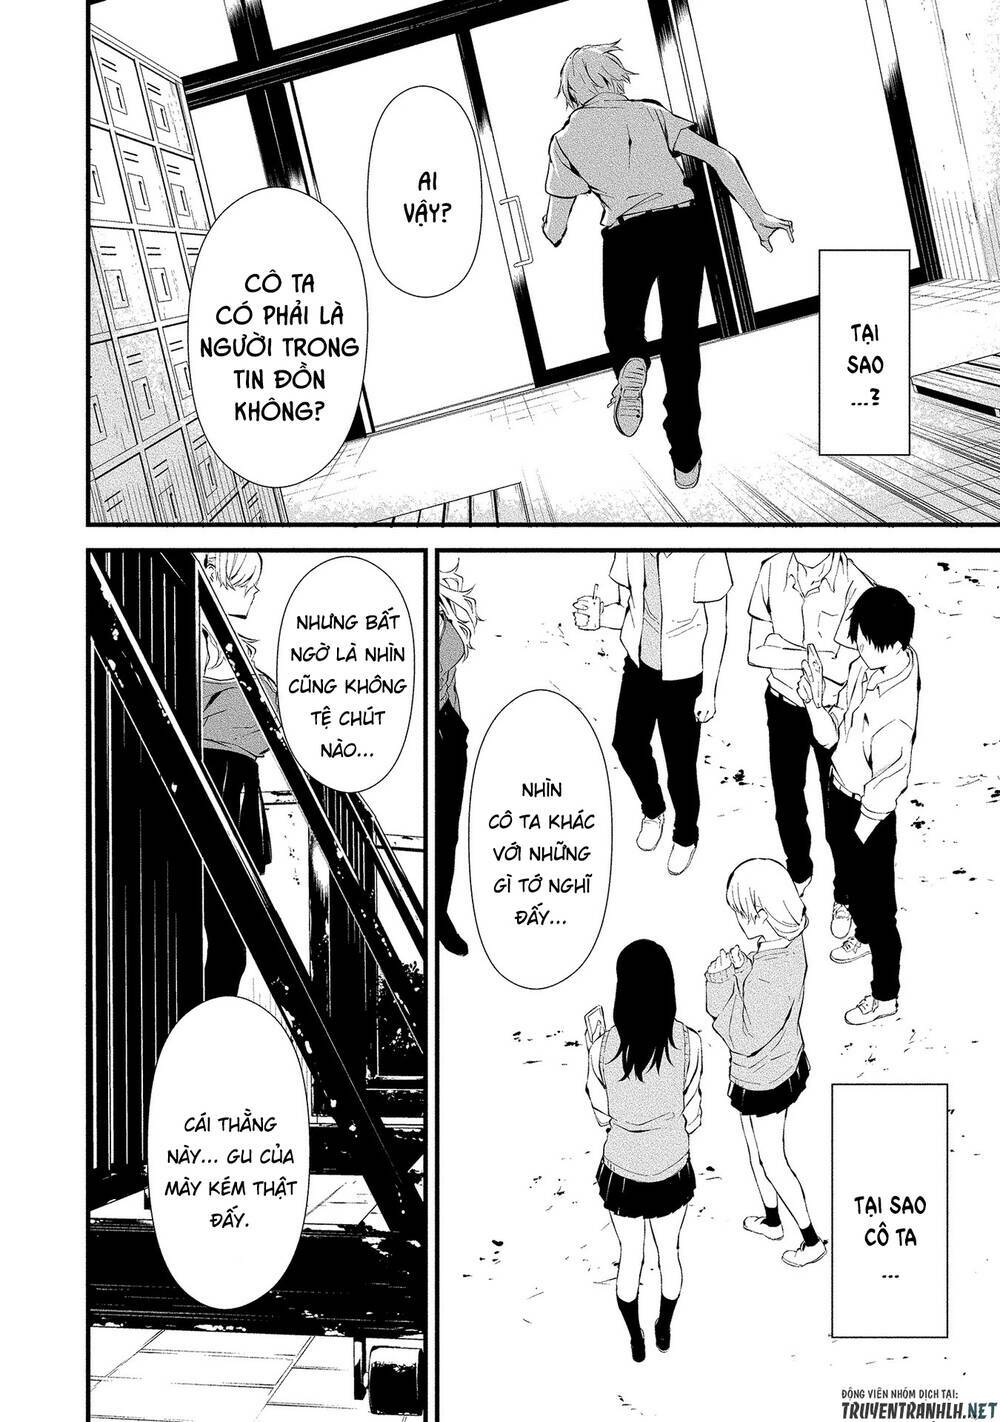 TẠI
SAO
...?
AI
VẬY?
CÔ TA
CÓ PHẢI LÀ
NGƯỜI TRONG
TIN ĐỒN
KHÔNG?
NHÌN
CÔ TA KHÁC
VỚI NHỮNG
GÌ TỚ NGHĨ
ĐẤY...
NHƯNG BẤT
NGỜ LÀ NHÌN
CŨNG KHÔNG
TỆ CHÚT
NÀO...
CÁI THẰNG
NÀY... GU CỦA
MÀY KÉM THẬT
ĐẤY.
TẠI SAO
CÔ TA
...
ĐỘNG VIÊN NHÓM DỊCH TẠI:
TRUYENTRANHLH.NET